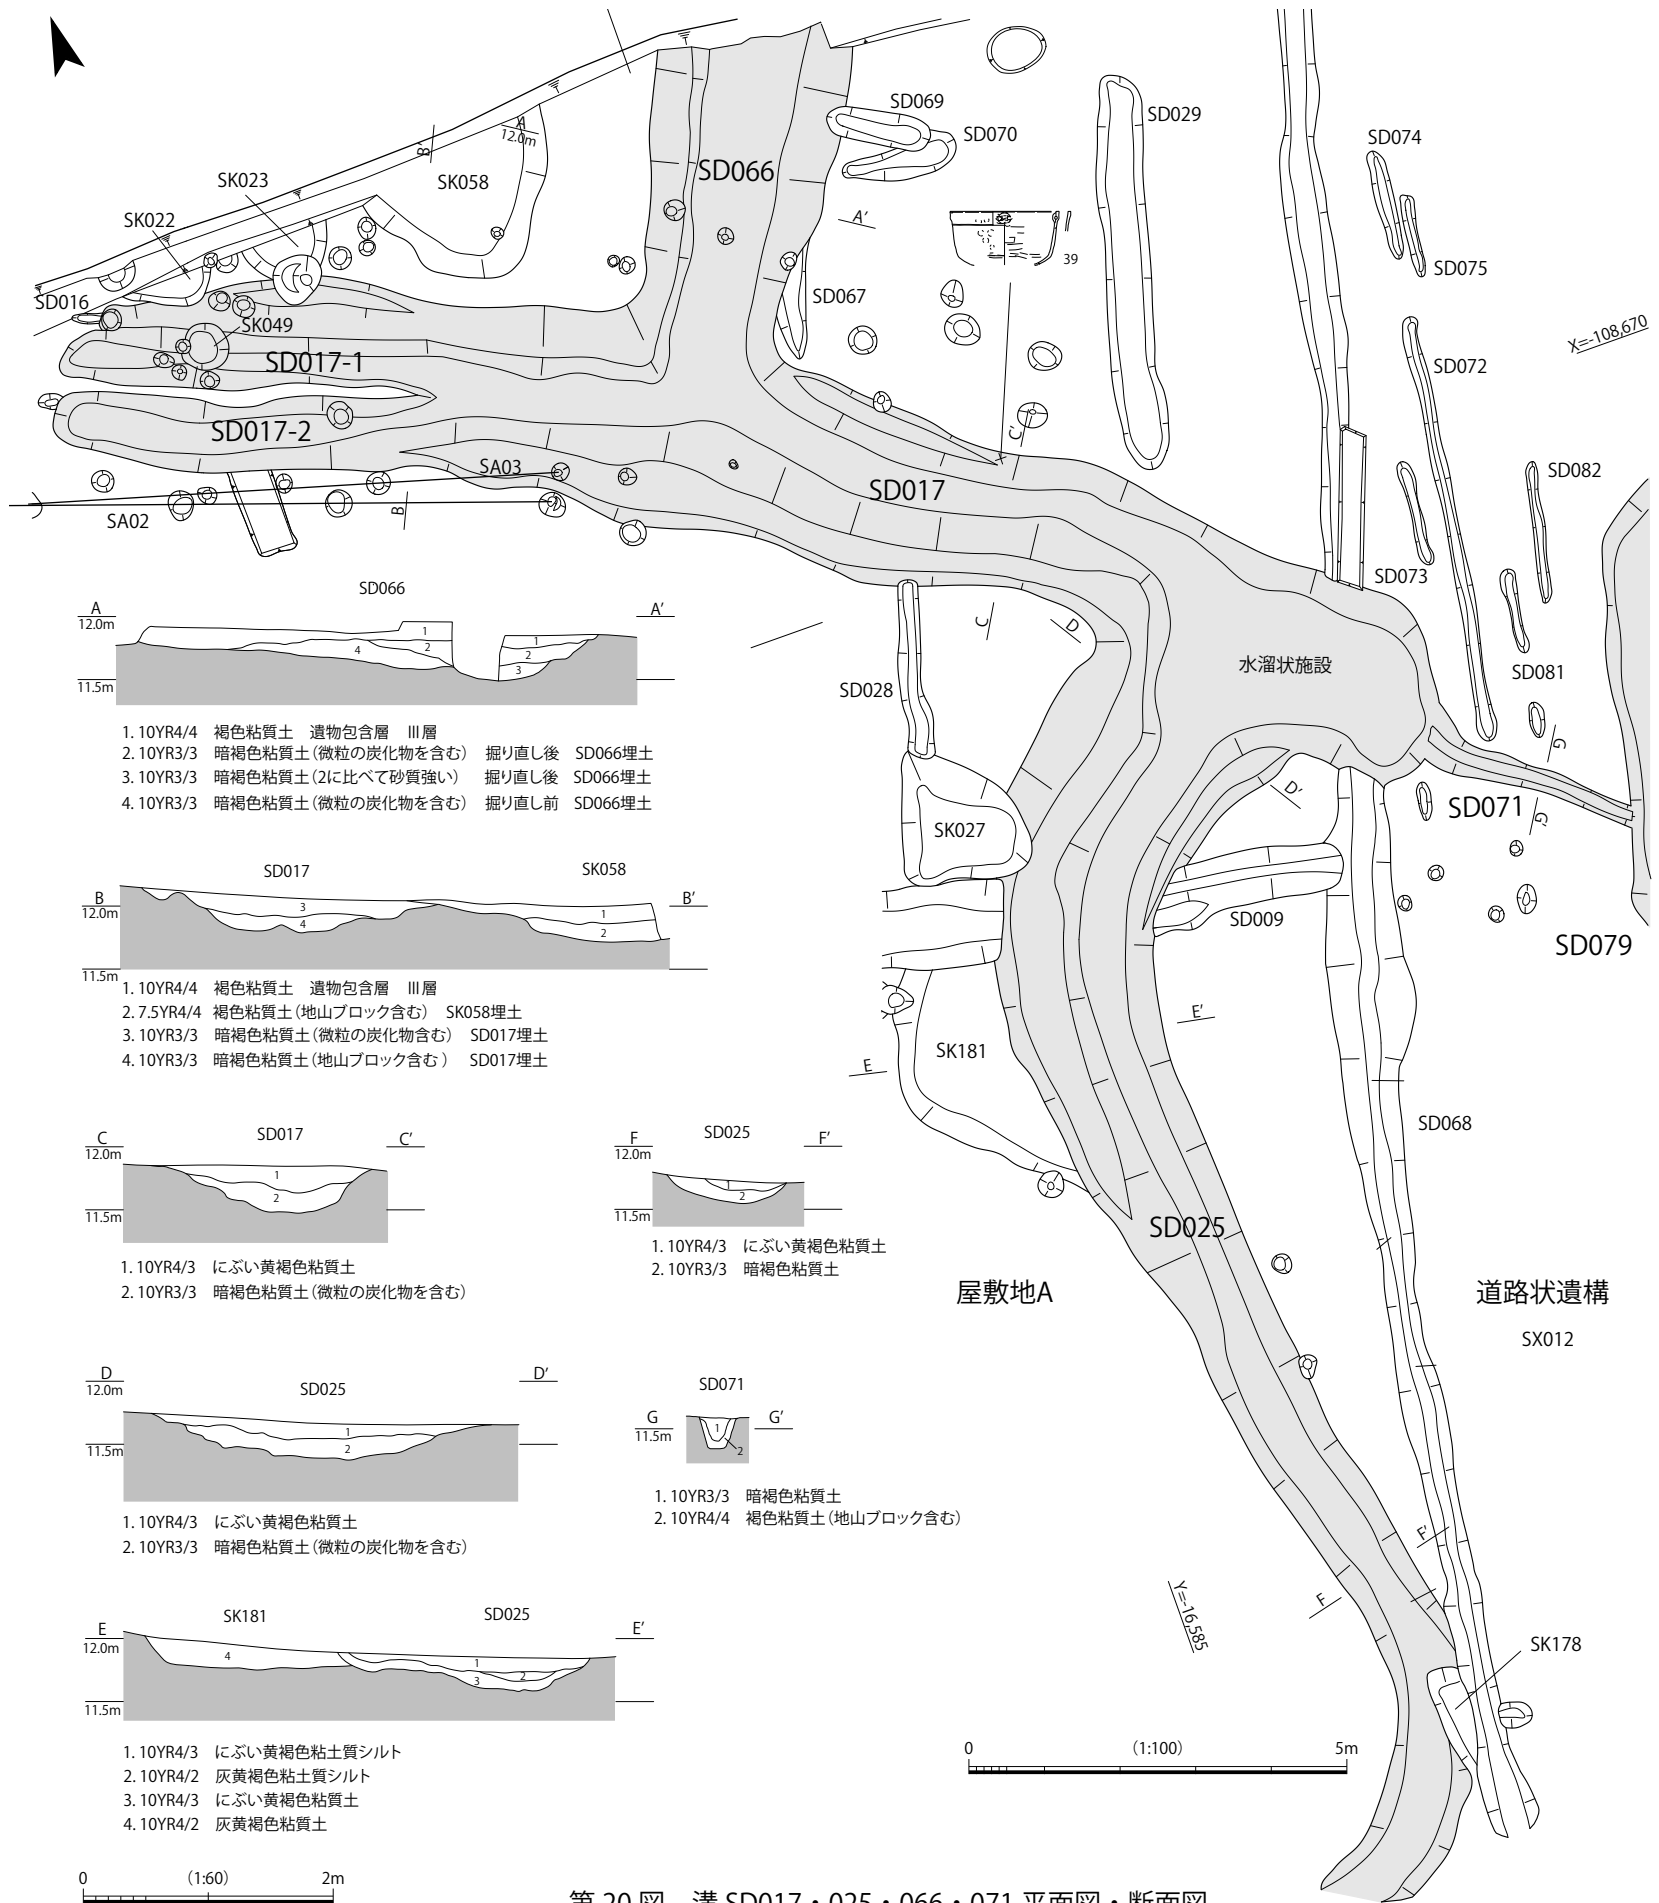 SD069
SD070
SD029
SD074
SD066
SK058
SK023
SK022
A
12.0m
B'
A'
39
SD075
SD067
SD016
SK049
SD017-1
X=-108,670
SD072
SD017-2
C'
SA03
SD017
SD082
SA02
B
SD073
C
D
水溜状施設
SD081
SD028
G
D'
SD071
G'
SK027
SD009
SD079
E'
SK181
E
SD068
SD025
屋敷地A
道路状遺構
SX012
F'
F
Y=-16,585
SK178
SD066
A
12.0m
A'
11.5m
1
1
1
2
2
3
4
1. 10YR4/4 褐色粘質土 遺物包含層 Ⅲ層
2. 10YR3/3 暗褐色粘質土(微粒の炭化物を含む) 掘り直し後 SD066埋土
3. 10YR3/3 暗褐色粘質土(2に比べて砂質強い) 掘り直し後 SD066埋土
4. 10YR3/3 暗褐色粘質土(微粒の炭化物を含む) 掘り直し前 SD066埋土
SD017
SK058
B
12.0m
B'
11.5m
3
4
1
2
1. 10YR4/4 褐色粘質土 遺物包含層 Ⅲ層
2. 7.5YR4/4 褐色粘質土(地山ブロック含む) SK058埋土
3. 10YR3/3 暗褐色粘質土(微粒の炭化物含む) SD017埋土
4. 10YR3/3 暗褐色粘質土(地山ブロック含む ) SD017埋土
SD017
C
12.0m
C'
11.5m
1
2
1. 10YR4/3 にぶい黄褐色粘質土
2. 10YR3/3 暗褐色粘質土(微粒の炭化物を含む)
SD025
F
12.0m
F'
11.5m
1
2
1. 10YR4/3 にぶい黄褐色粘質土
2. 10YR3/3 暗褐色粘質土
SD025
D
12.0m
D'
11.5m
1
2
1. 10YR4/3 にぶい黄褐色粘質土
2. 10YR3/3 暗褐色粘質土(微粒の炭化物を含む)
SD071
G
11.5m
G'
1
2
1. 10YR3/3 暗褐色粘質土
2. 10YR4/4 褐色粘質土(地山ブロック含む)
SK181
SD025
E
12.0m
E'
11.5m
4
1
2
3
1. 10YR4/3 にぶい黄褐色粘土質シルト
2. 10YR4/2 灰黄褐色粘土質シルト
3. 10YR4/3 にぶい黄褐色粘質土
4. 10YR4/2 灰黄褐色粘質土
0 (1:100) 5m
0 (1:60) 2m
第 20 図 溝 SD017・025・066・071 平面図・断面図